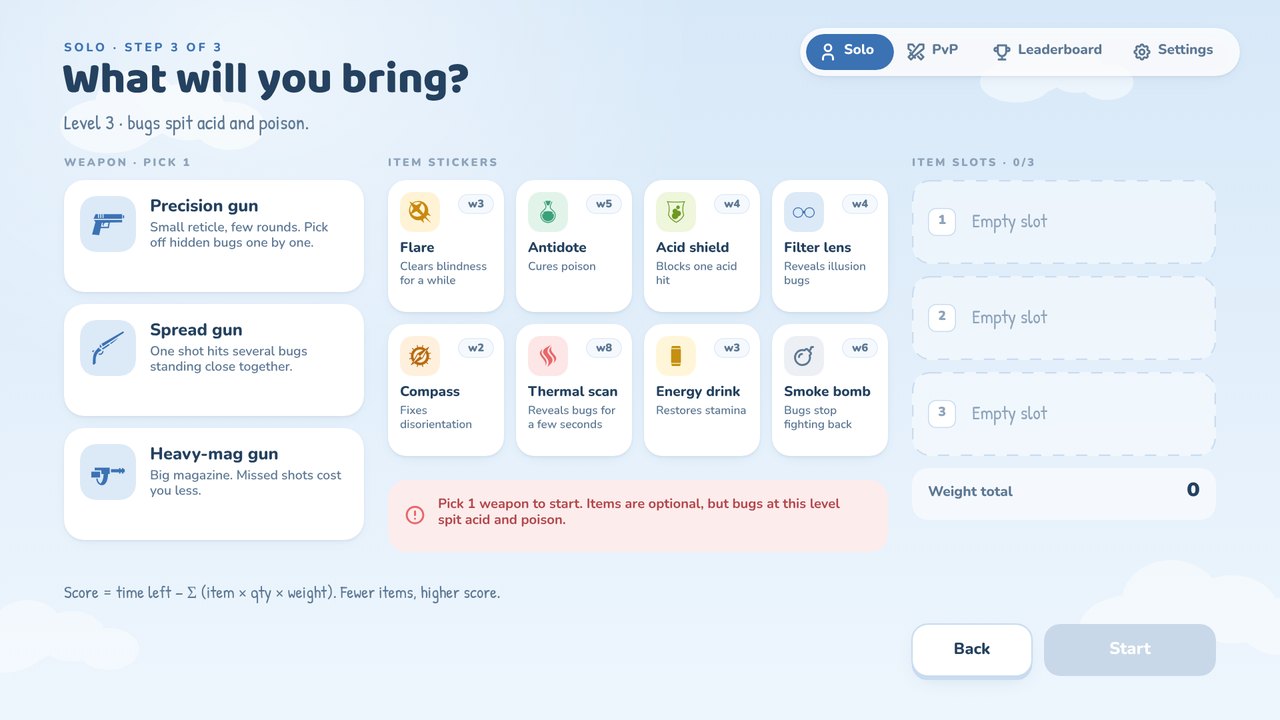 SOLO · STEP 3 OF 3
What will you bring?
Level 3 · bugs spit acid and poison.
Solo
PvP
Leaderboard
Settings
WEAPON · PICK 1
Precision gun
Small reticle, few rounds. Pick
off hidden bugs one by one.
Spread gun
One shot hits several bugs
standing close together.
Heavy-mag gun
Big magazine. Missed shots cost
you less.
ITEM STICKERS
w3
Flare
Clears blindness
for a while
w5
Antidote
Cures poison
w4
Acid shield
Blocks one acid
hit
w4
Filter lens
Reveals illusion
bugs
w2
Compass
Fixes
disorientation
w8
Thermal scan
Reveals bugs for
a few seconds
w3
Energy drink
Restores stamina
w6
Smoke bomb
Bugs stop
fighting back
Pick 1 weapon to start. Items are optional, but bugs at this level
spit acid and poison.
ITEM SLOTS · 0/3
1
Empty slot
2
Empty slot
3
Empty slot
Weight total
0
Score = time left – Σ (item × qty × weight). Fewer items, higher score.
Back
Start